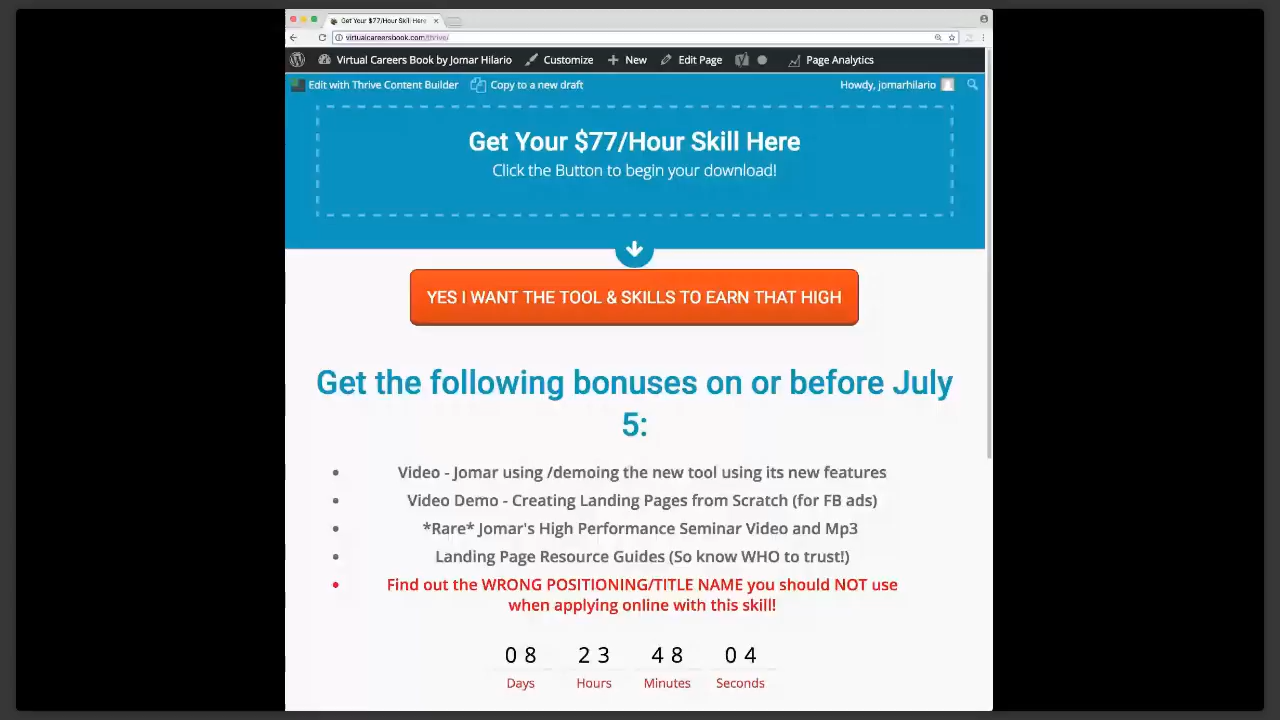 Get Your $77/Hour Skill Here
virtualcareersbook.com/thrive/
Virtual Careers Book by Jomar Hilario Customize New Edit Page Page Analytics
Edit with Thrive Content Builder Copy to a new draft Howdy, jomarhilario
Get Your $77/Hour Skill Here
Click the Button to begin your download!
YES I WANT THE TOOL & SKILLS TO EARN THAT HIGH
Get the following bonuses on or before July
5:
• Video - Jomar using /demoing the new tool using its new features
• Video Demo - Creating Landing Pages from Scratch (for FB ads)
• *Rare* Jomar's High Performance Seminar Video and Mp3
• Landing Page Resource Guides (So know WHO to trust!)
• Find out the WRONG POSITIONING/TITLE NAME you should NOT use
when applying online with this skill!
08 23 48 04
Days Hours Minutes Seconds